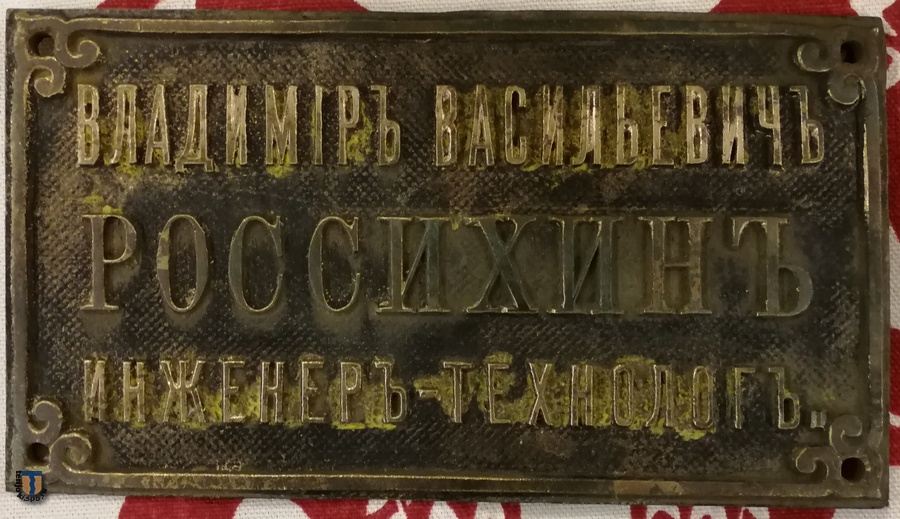 ВЛАДИМІРЪ ВАСИЛЬЕВИЧЪ
РОССИХИНЪ
ИНЖЕНЕРЪ-ТЕХНОЛОГЪ.